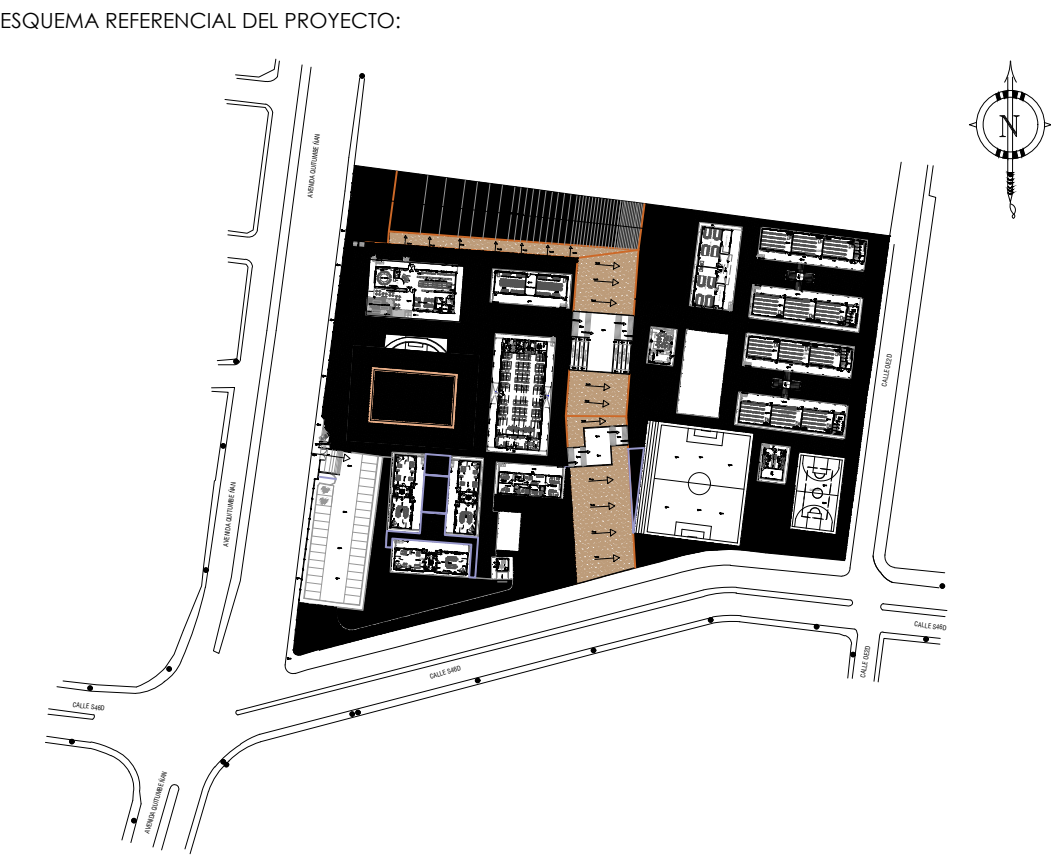 ESQUEMA REFERENCIAL DEL PROYECTO:
N
AVENIDA QUITUMBE ÑAN
CALLE OE2D
AVENIDA QUITUMBE ÑAN
CALLE S46D
CALLE OE2D
CALLE S46D
CALLE S46D
AVENIDA QUITUMBE ÑAN